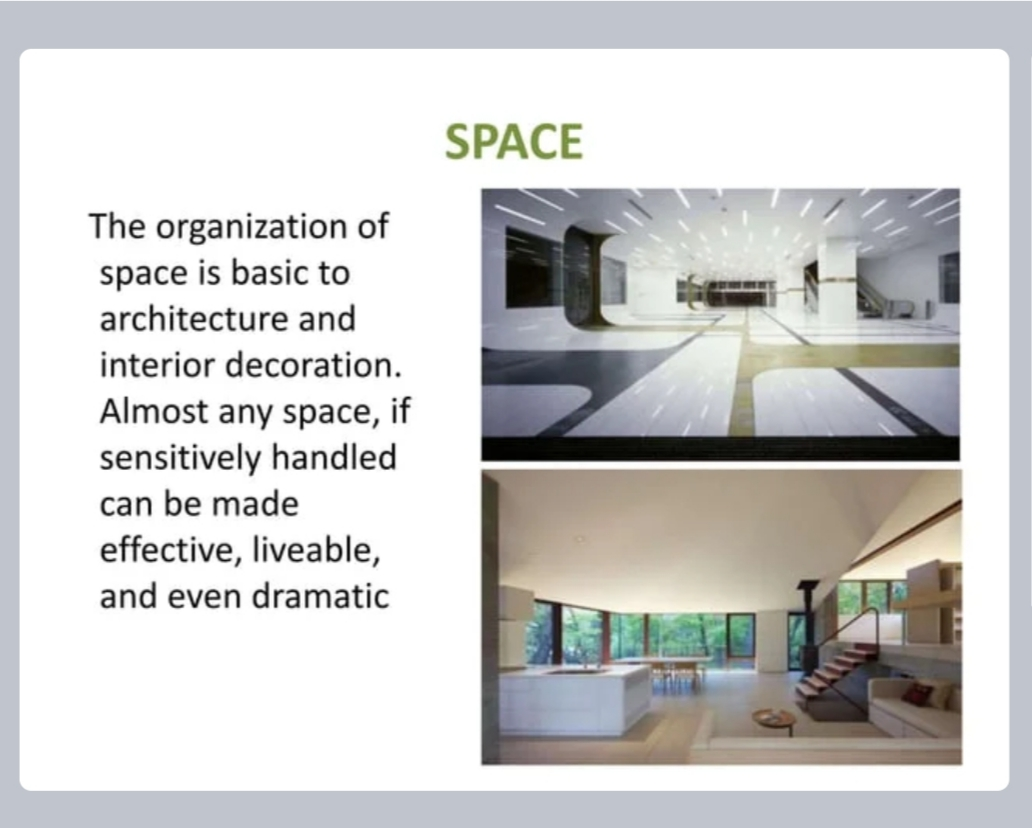 SPACE
The organization of
space is basic to
architecture and
interior decoration.
Almost any space, if
sensitively handled
can be made
effective, liveable,
and even dramatic